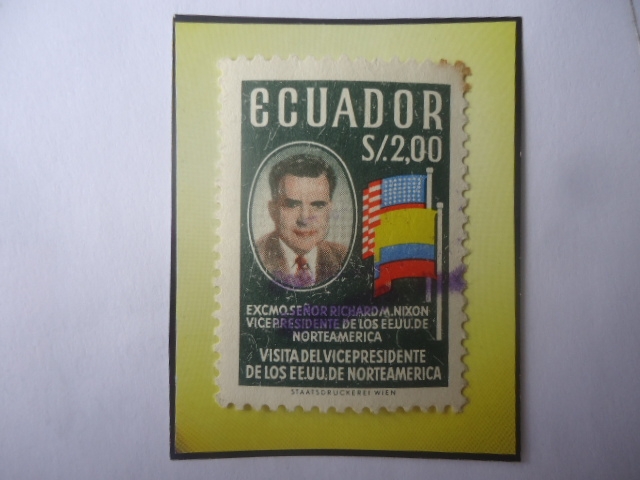 ECUADOR
S/.2,00
EXCMO.SEÑOR RICHARD M.NIXON
VICEPRESIDENTE DE LOS EE.UU.DE
NORTEAMERICA
VISITA DEL VICEPRESIDENTE
DE LOS EE.UU. DE NORTEAMERICA
STAATSDRUCKEREI WIEN